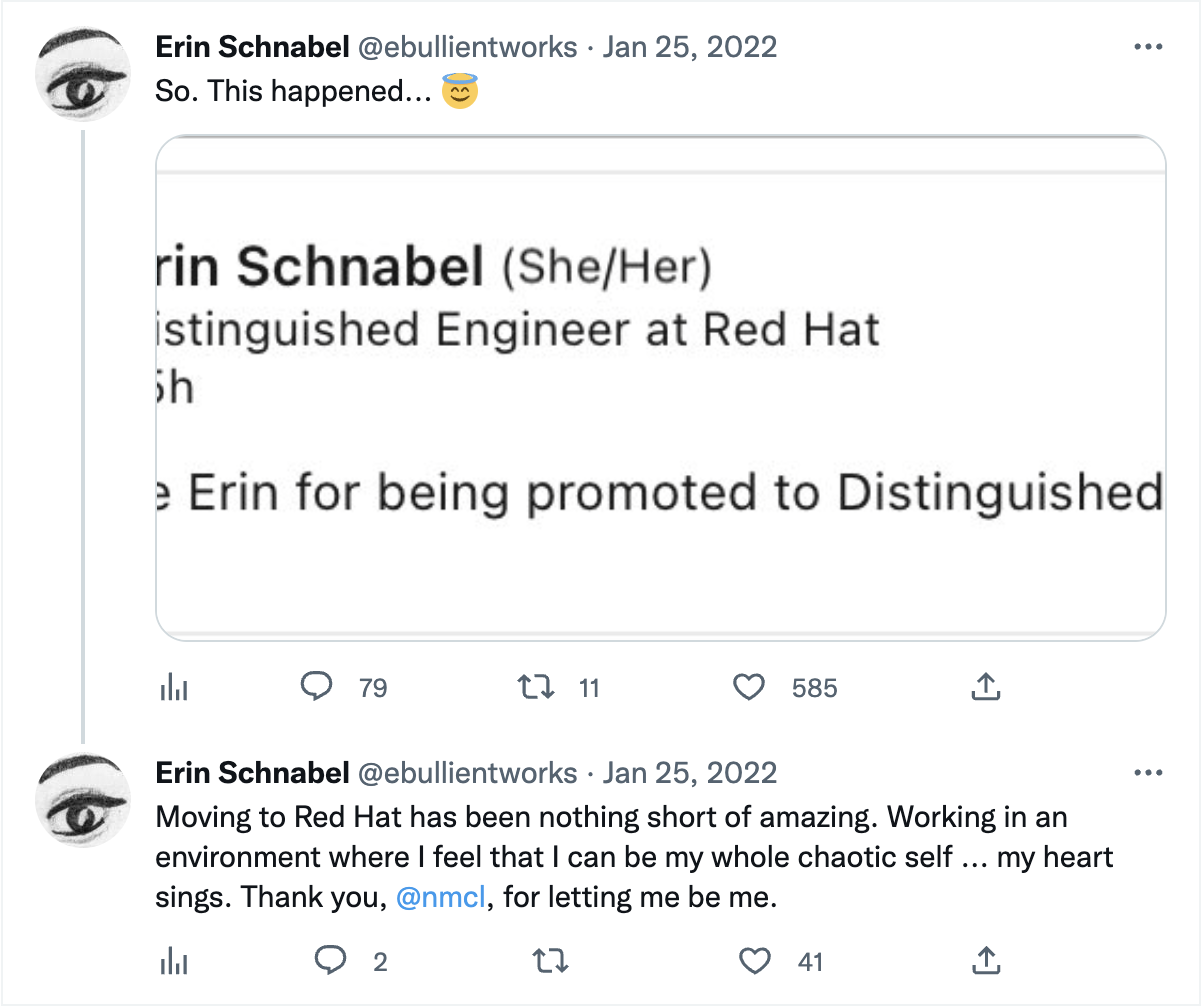 Erin Schnabel @ebullientworks · Jan 25, 2022
So. This happened... 😇
rin Schnabel (She/Her)
istinguished Engineer at Red Hat
5h
e Erin for being promoted to Distinguished
79 11 585
Erin Schnabel @ebullientworks · Jan 25, 2022
Moving to Red Hat has been nothing short of amazing. Working in an
environment where I feel that I can be my whole chaotic self ... my heart
sings. Thank you, @nmcl, for letting me be me.
2 41